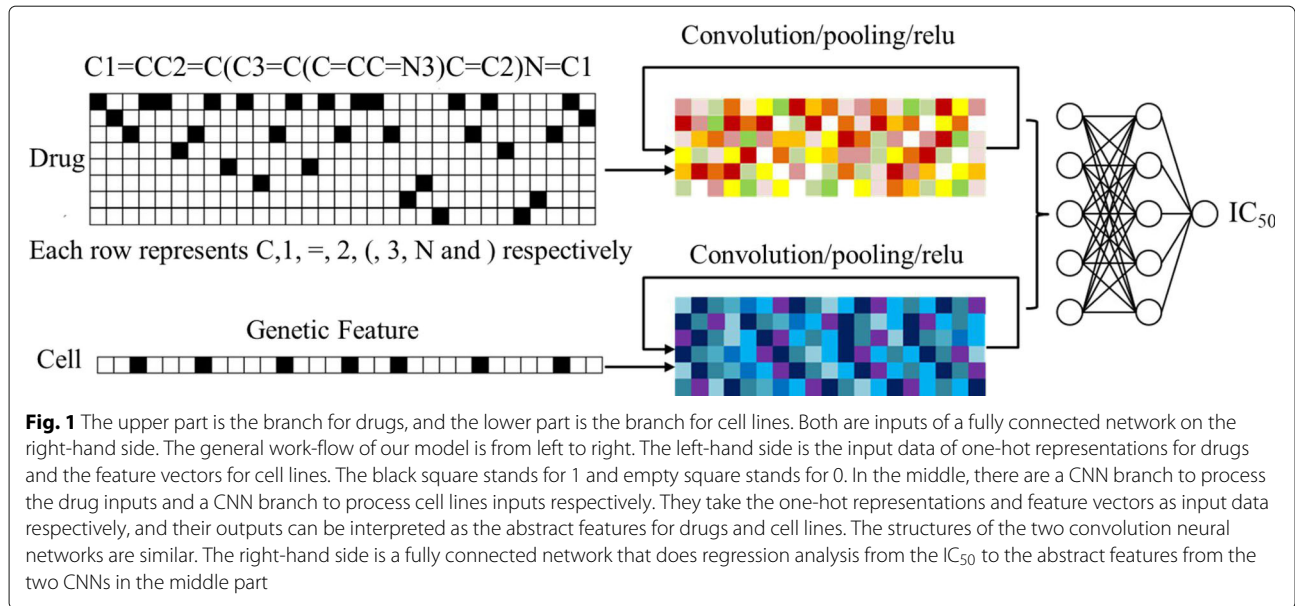 Convolution/pooling/relu
C1=CC2=C(C3=C(C=CC=N3)C=C2)N=C1
Drug
Each row represents C,1, =, 2, (, 3, N and ) respectively
Convolution/pooling/relu
Genetic Feature
Cell
IC50
Fig. 1 The upper part is the branch for drugs, and the lower part is the branch for cell lines. Both are inputs of a fully connected network on the
right-hand side. The general work-flow of our model is from left to right. The left-hand side is the input data of one-hot representations for drugs
and the feature vectors for cell lines. The black square stands for 1 and empty square stands for 0. In the middle, there are a CNN branch to process
the drug inputs and a CNN branch to process cell lines inputs respectively. They take the one-hot representations and feature vectors as input data
respectively, and their outputs can be interpreted as the abstract features for drugs and cell lines. The structures of the two convolution neural
networks are similar. The right-hand side is a fully connected network that does regression analysis from the IC50 to the abstract features from the
two CNNs in the middle part